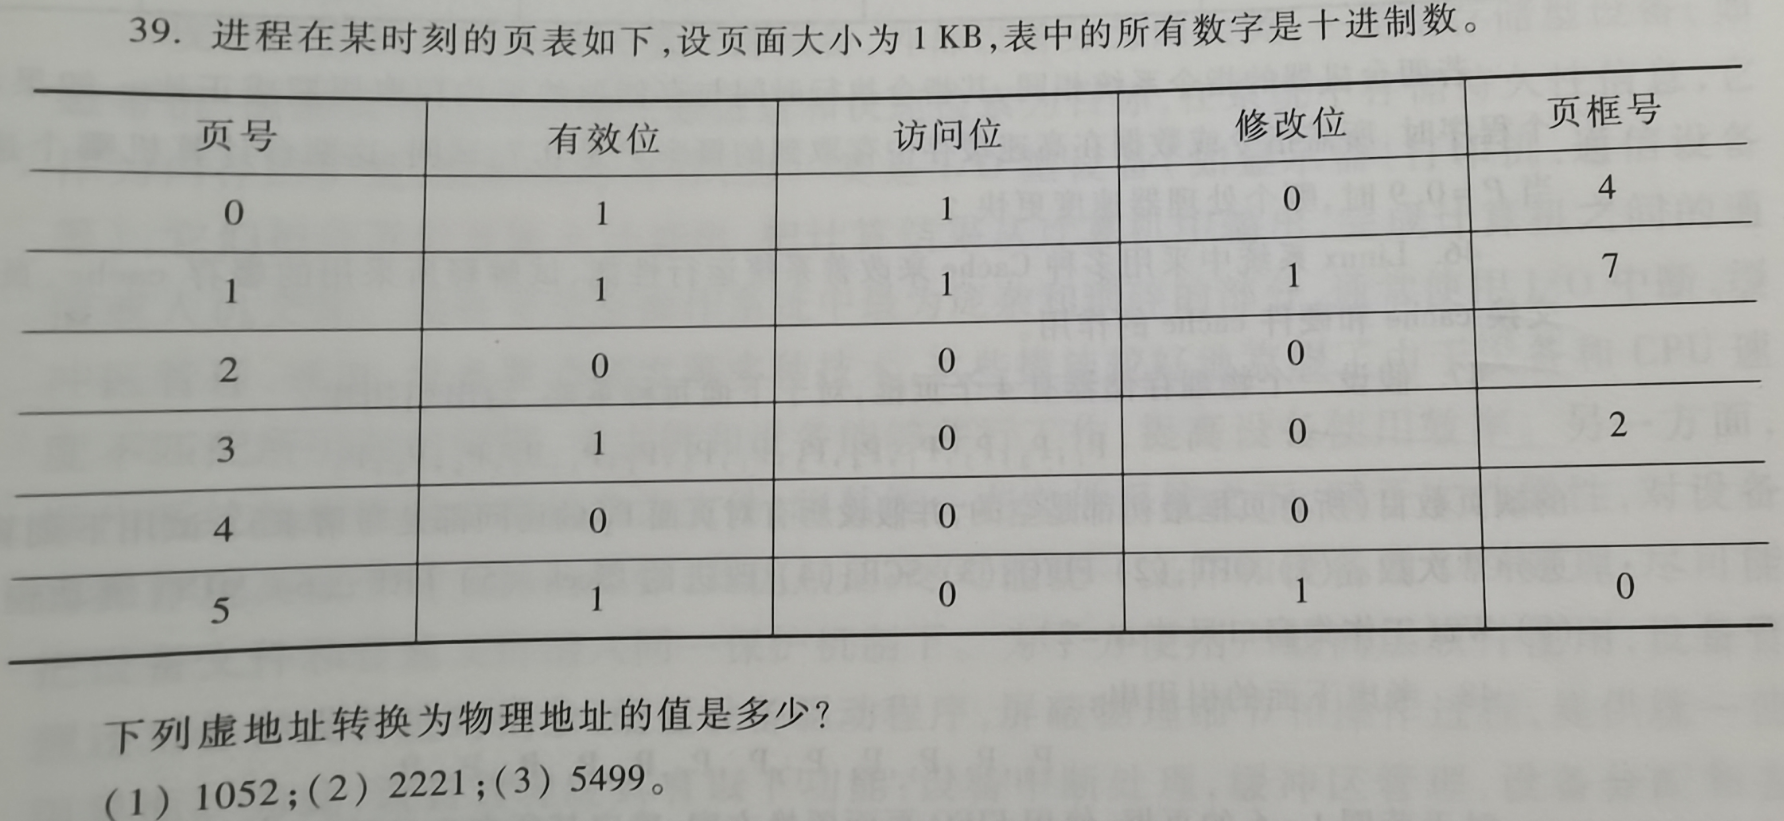 39. 进程在某时刻的页表如下,设页面大小为1 KB,表中的所有数字是十进制数。
页号 有效位 访问位 修改位 页框号
0 1 1 0 4
1 1 1 1 7
2 0 0 0
3 1 0 0 2
4 0 0 0
5 1 0 1 0
下列虚地址转换为物理地址的值是多少?
(1) 1052;(2) 2221;(3) 5499。